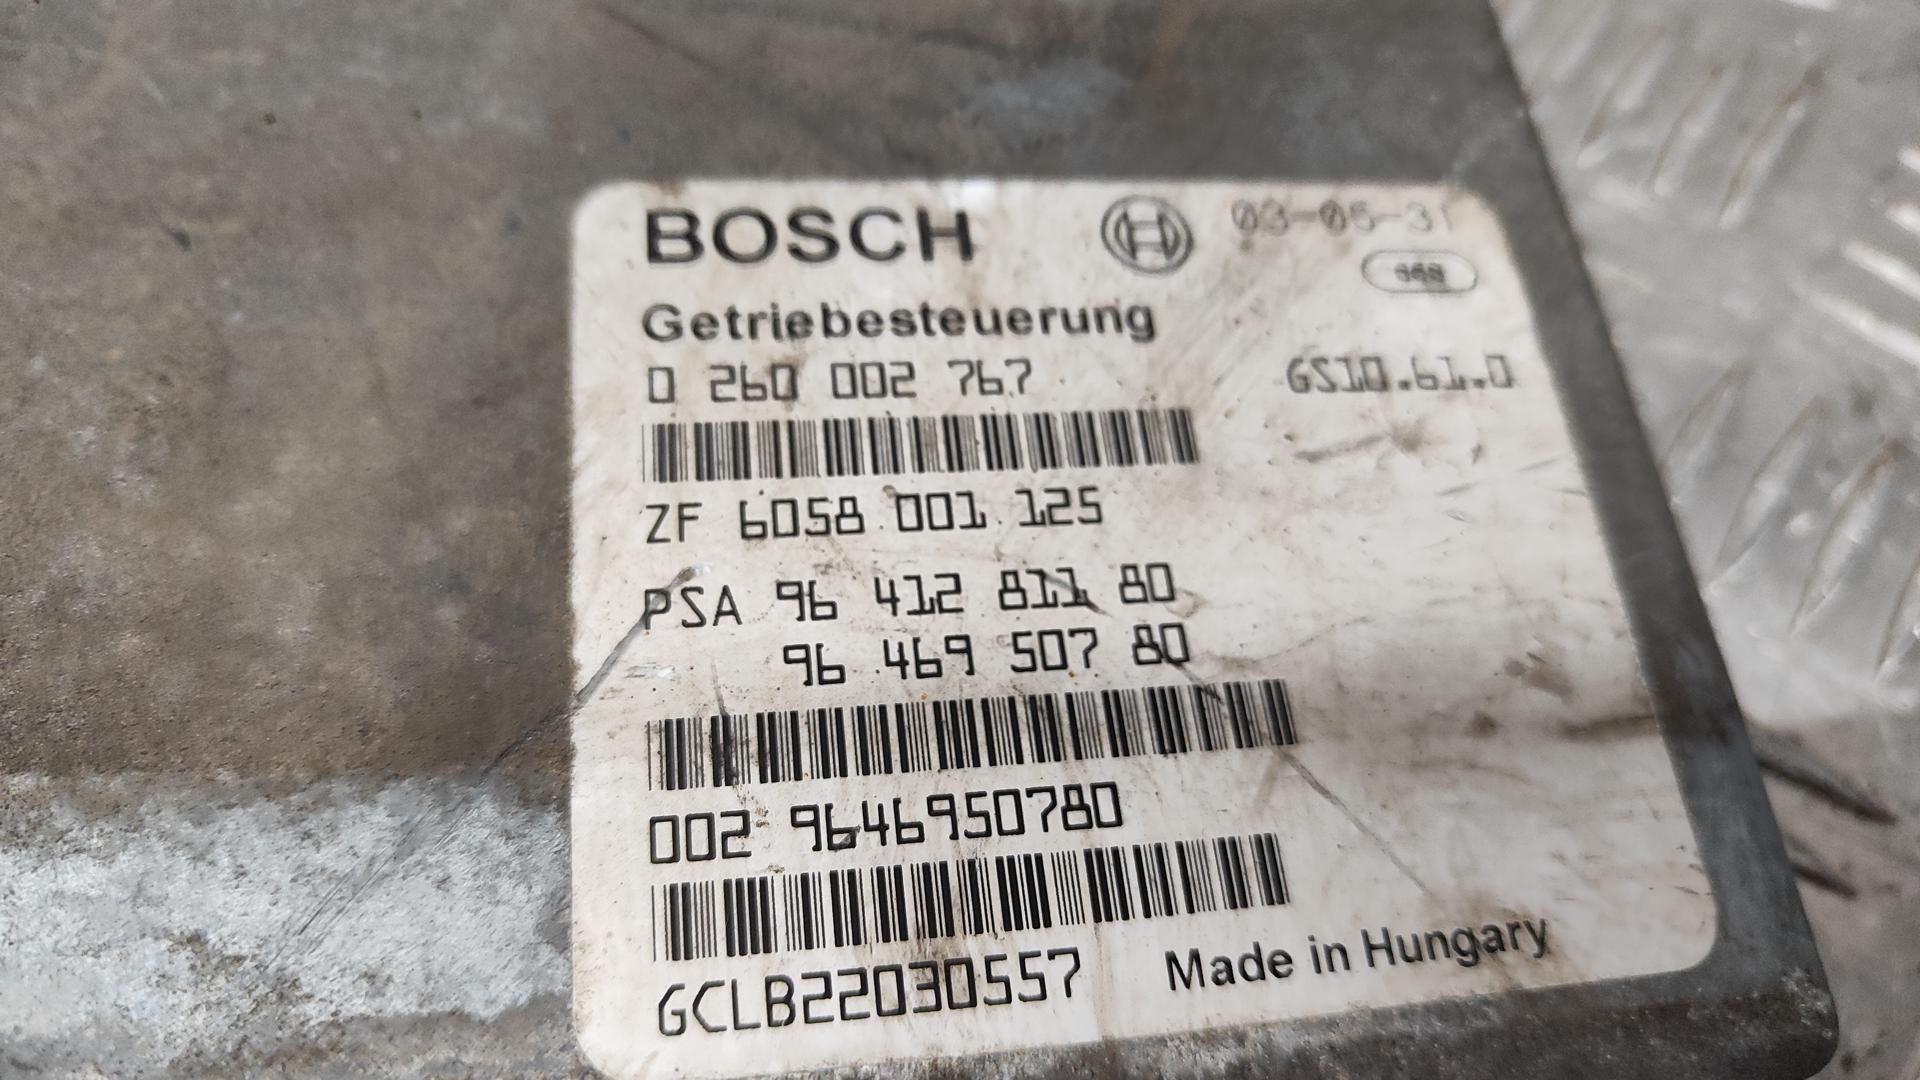 BOSCH 03-05-31
Getriebesteuerung
0 260 002 767 GS10.61.0
ZF 6058 001 125
PSA 96 412 811 80
96 469 507 80
002 9646950780
GCLB22030557 Made in Hungary